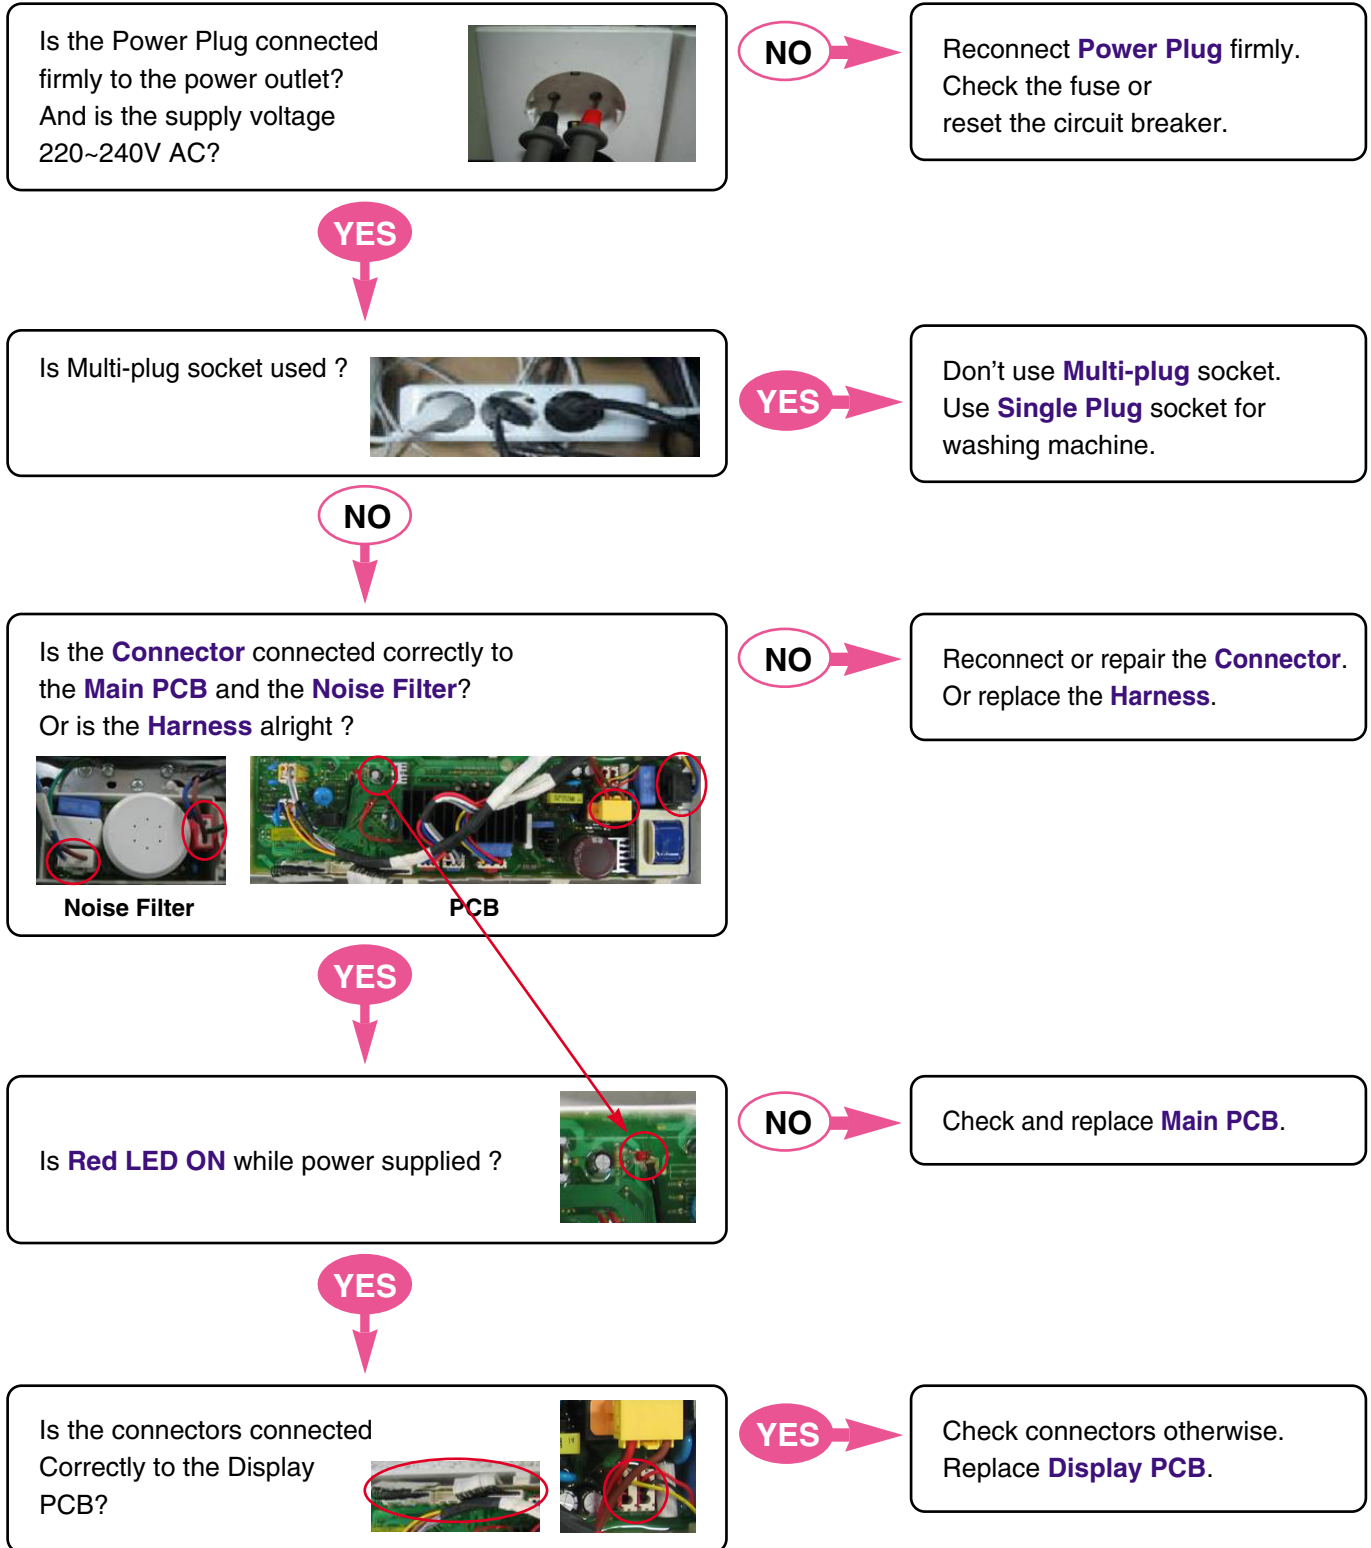 Is the Power Plug connected
firmly to the power outlet?
And is the supply voltage
220~240V AC?
NO
Reconnect Power Plug firmly.
Check the fuse or
reset the circuit breaker.
YES
Is Multi-plug socket used ?
YES
Don’t use Multi-plug socket.
Use Single Plug socket for
washing machine.
NO
Is the Connector connected correctly to
the Main PCB and the Noise Filter?
Or is the Harness alright ?
Noise Filter
PCB
NO
Reconnect or repair the Connector.
Or replace the Harness.
YES
Is Red LED ON while power supplied ?
NO
Check and replace Main PCB.
YES
Is the connectors connected
Correctly to the Display
PCB?
YES
Check connectors otherwise.
Replace Display PCB.